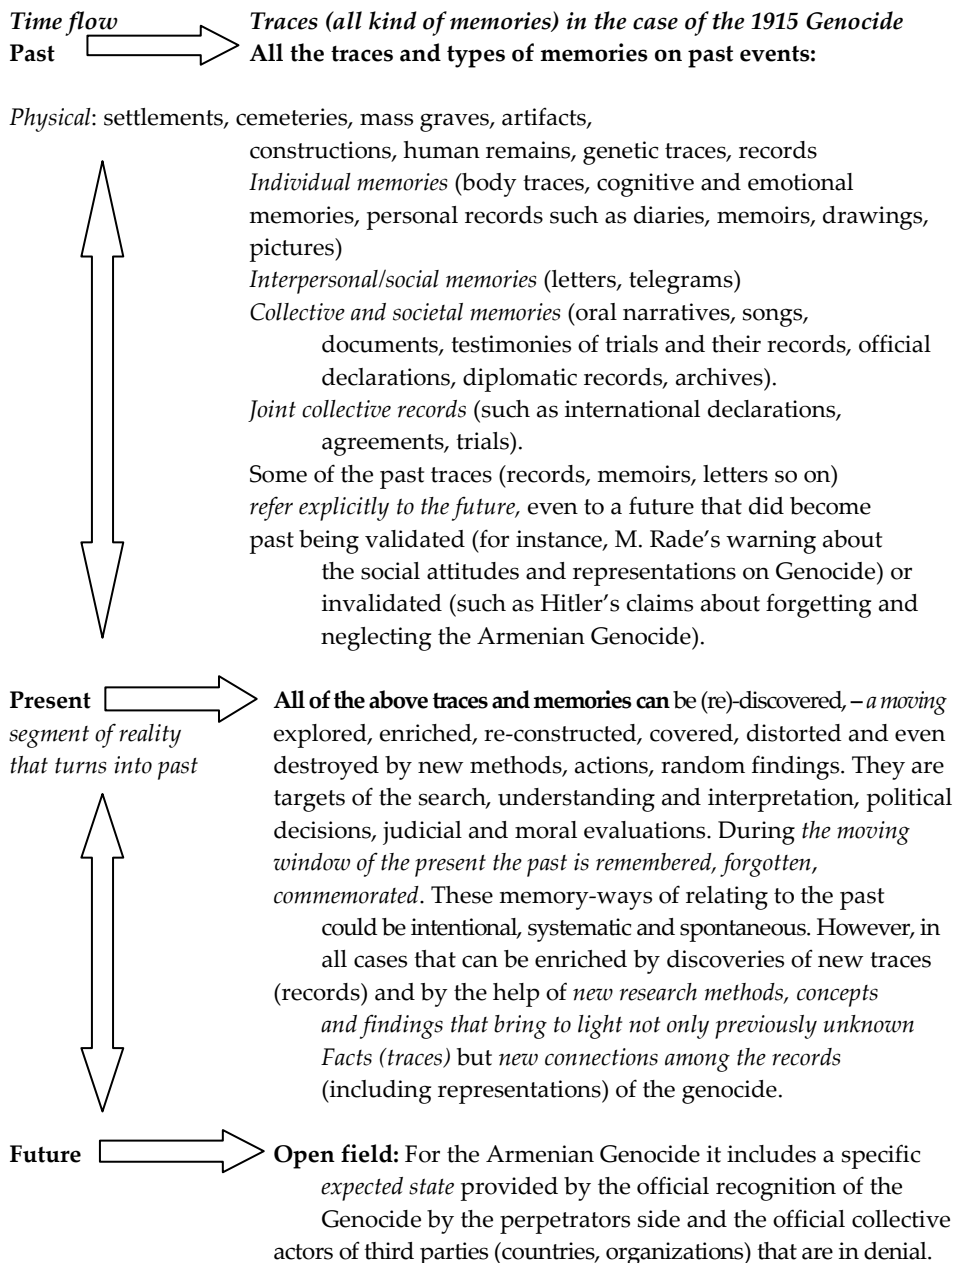 Time flow Traces (all kind of memories) in the case of the 1915 Genocide
Past All the traces and types of memories on past events:
Physical: settlements, cemeteries, mass graves, artifacts,
constructions, human remains, genetic traces, records
Individual memories (body traces, cognitive and emotional
memories, personal records such as diaries, memoirs, drawings,
pictures)
Interpersonal/social memories (letters, telegrams)
Collective and societal memories (oral narratives, songs,
documents, testimonies of trials and their records, official
declarations, diplomatic records, archives).
Joint collective records (such as international declarations,
agreements, trials).
Some of the past traces (records, memoirs, letters so on)
refer explicitly to the future, even to a future that did become
past being validated (for instance, M. Rade’s warning about
the social attitudes and representations on Genocide) or
invalidated (such as Hitler’s claims about forgetting and
neglecting the Armenian Genocide).
Present All of the above traces and memories can be (re)-discovered, – a moving
segment of reality explored, enriched, re-constructed, covered, distorted and even
that turns into past destroyed by new methods, actions, random findings. They are
targets of the search, understanding and interpretation, political
decisions, judicial and moral evaluations. During the moving
window of the present the past is remembered, forgotten,
commemorated. These memory-ways of relating to the past
could be intentional, systematic and spontaneous. However, in
all cases that can be enriched by discoveries of new traces
(records) and by the help of new research methods, concepts
and findings that bring to light not only previously unknown
Facts (traces) but new connections among the records
(including representations) of the genocide.
Future Open field: For the Armenian Genocide it includes a specific
expected state provided by the official recognition of the
Genocide by the perpetrators side and the official collective
actors of third parties (countries, organizations) that are in denial.